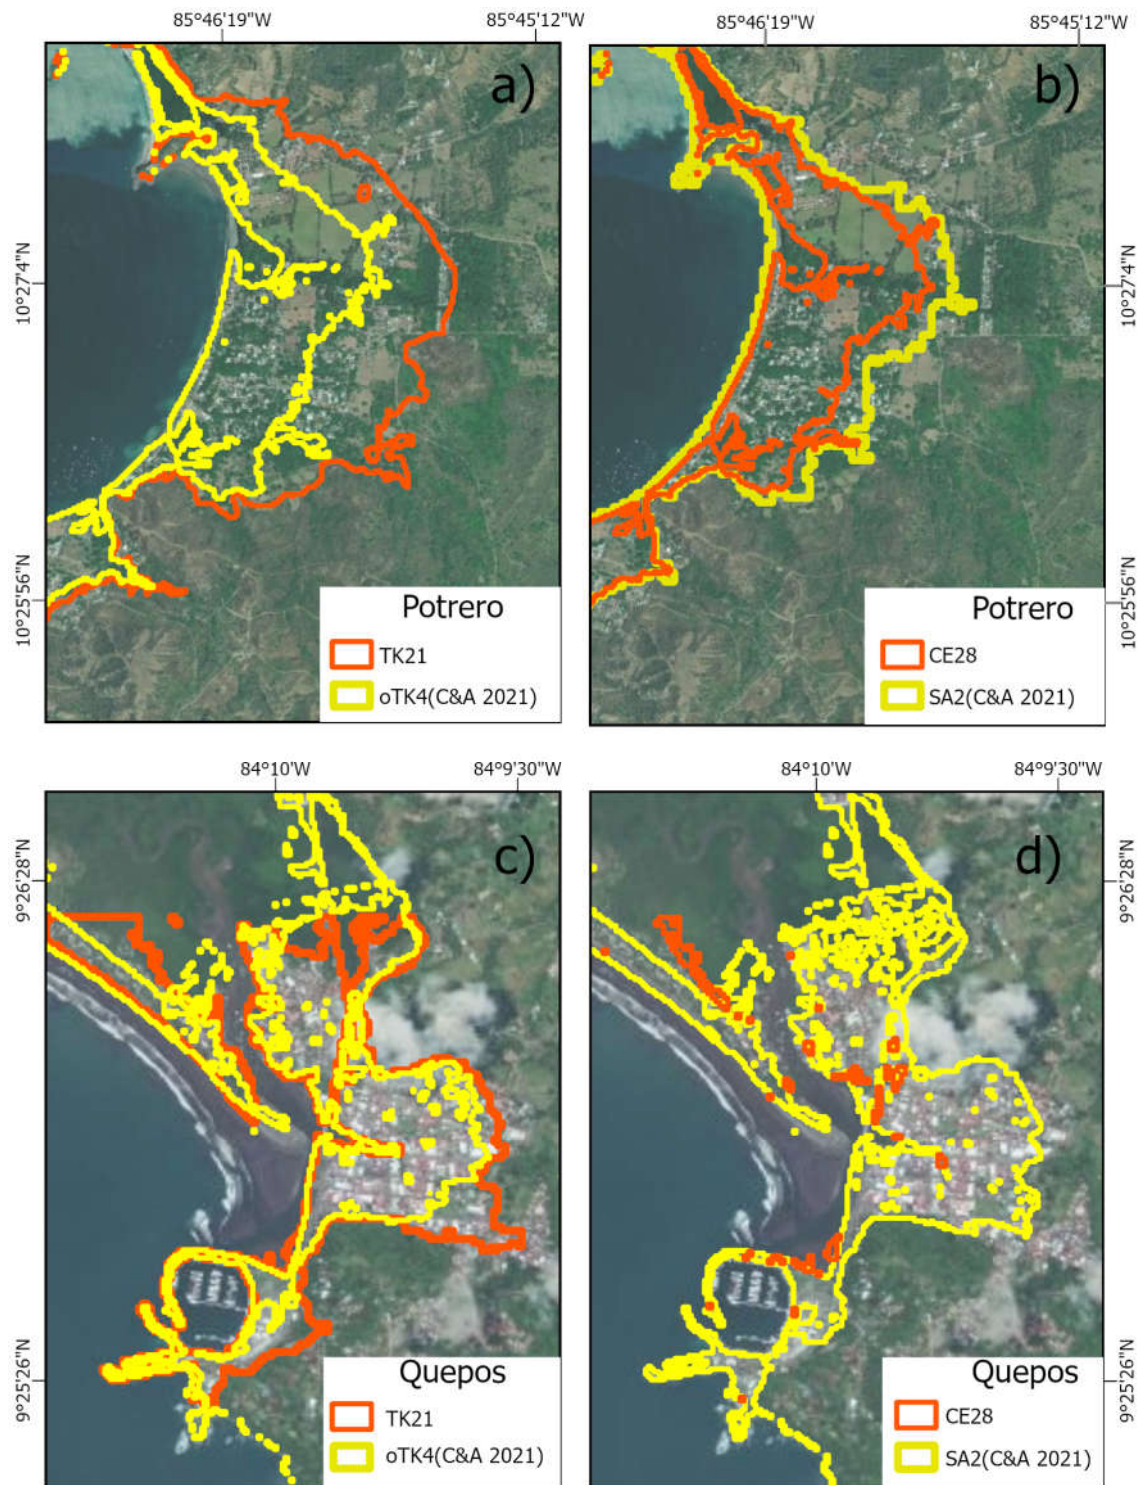 85°46'19"W
85°45'12"W
85°46'19"W
85°45'12"W
a)
b)
10°27'4"N
10°27'4"N
10°25'56"N
10°25'56"N
Potrero
TK21
oTK4(C&A 2021)
Potrero
CE28
SA2(C&A 2021)
84°10'W
84°9'30"W
84°10'W
84°9'30"W
c)
d)
9°26'28"N
9°26'28"N
9°25'26"N
9°25'26"N
Quepos
TK21
oTK4(C&A 2021)
Quepos
CE28
SA2(C&A 2021)